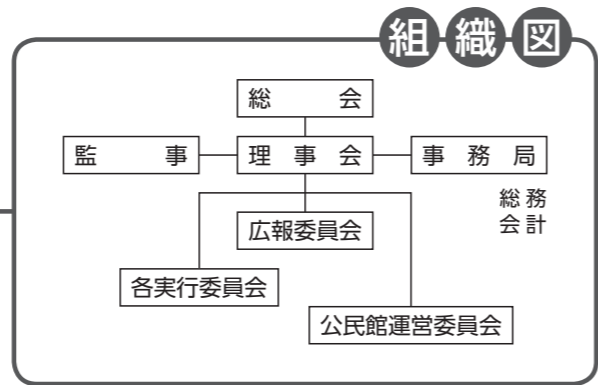 組織図
総会
監事
理事会
事務局
総務
会計
広報委員会
各実行委員会
公民館運営委員会